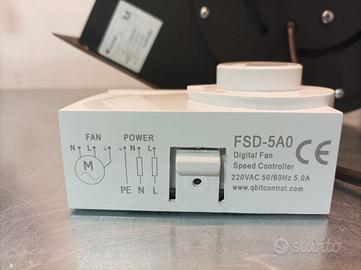 FAN POWER
N L N L
M
PE N L
FSD-5A0
Digital Fan
Speed Controller
220VAC 50/60Hz 5.0A
www.qbitcontrol.com
CE
subito